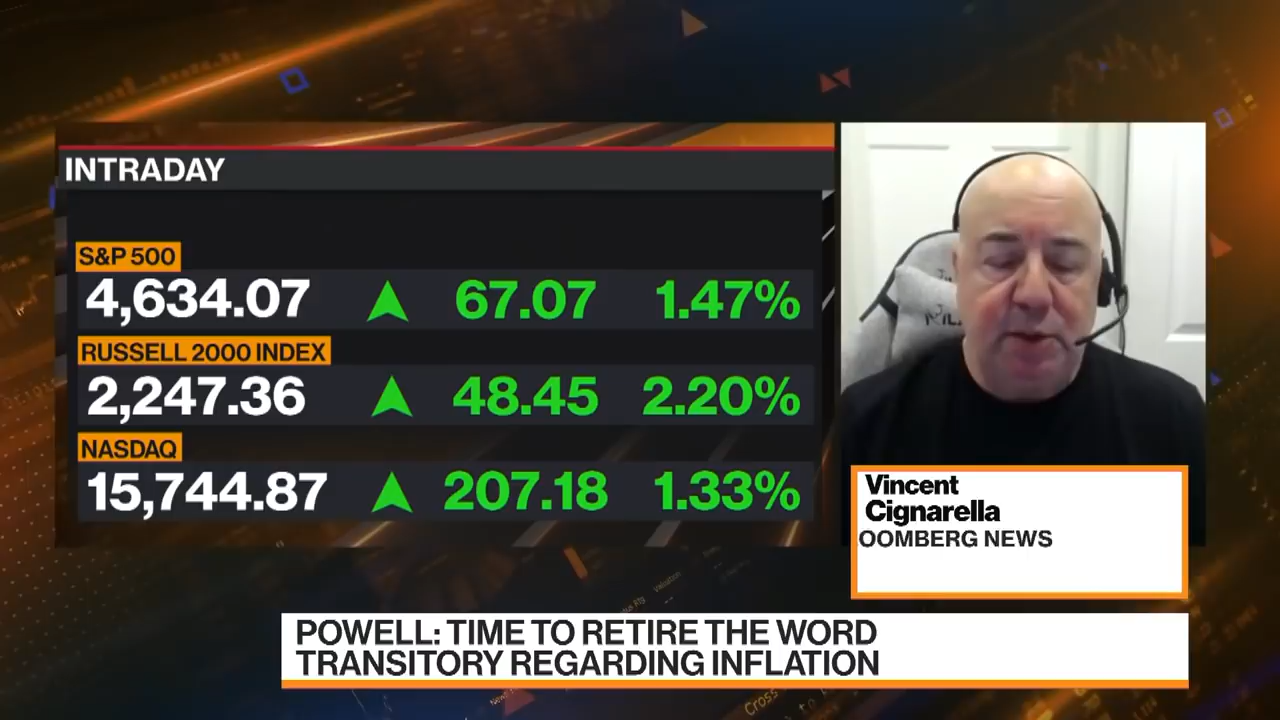 INTRADAY
S&P 500
4,634.07 ▲ 67.07 1.47%
RUSSELL 2000 INDEX
2,247.36 ▲ 48.45 2.20%
NASDAQ
15,744.87 ▲ 207.18 1.33%
Vincent
Cignarella
OOMBERG NEWS
POWELL: TIME TO RETIRE THE WORD
TRANSITORY REGARDING INFLATION
Cross